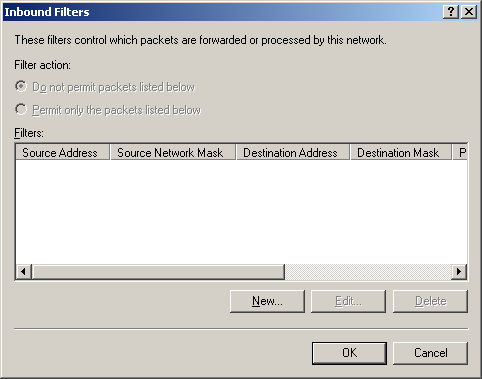 Inbound Filters
These filters control which packets are forwarded or processed by this network.
Filter action:
Do not permit packets listed below
Permit only the packets listed below
Filters:
Source Address Source Network Mask Destination Address Destination Mask P
New... Edit... Delete
OK Cancel